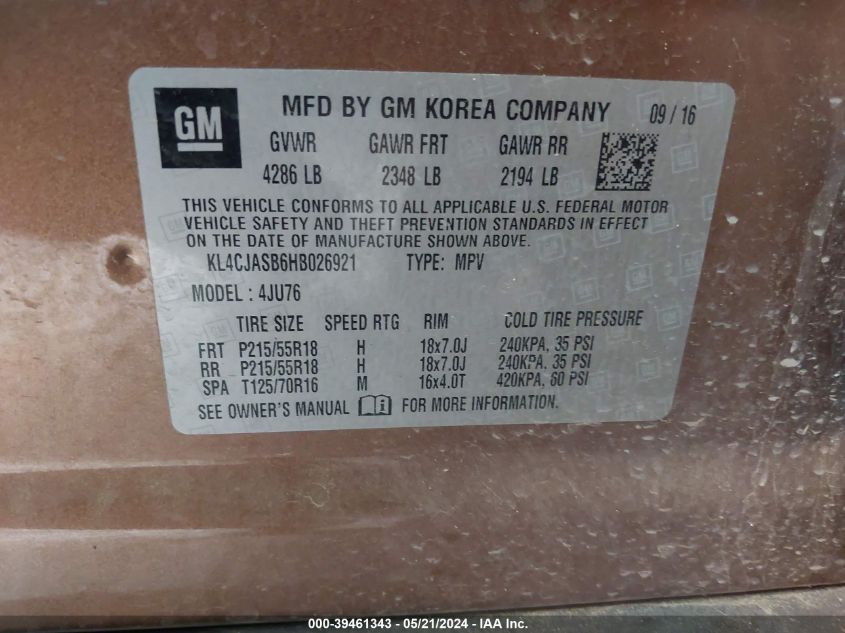 GM
MFD BY GM KOREA COMPANY 09 / 16
GVWR GAWR FRT GAWR RR
4286 LB 2348 LB 2194 LB
THIS VEHICLE CONFORMS TO ALL APPLICABLE U.S. FEDERAL MOTOR
VEHICLE SAFETY AND THEFT PREVENTION STANDARDS IN EFFECT
ON THE DATE OF MANUFACTURE SHOWN ABOVE.
KL4CJASB6HB026921 TYPE: MPV
MODEL : 4JU76
TIRE SIZE SPEED RTG RIM COLD TIRE PRESSURE
FRT P215/55R18 H 18x7.0J 240KPA, 35 PSI
RR P215/55R18 H 18x7.0J 240KPA, 35 PSI
SPA T125/70R16 M 16x4.0T 420KPA, 60 PSI
SEE OWNER'S MANUAL FOR MORE INFORMATION.
000-39461343 - 05/21/2024 - IAA Inc.